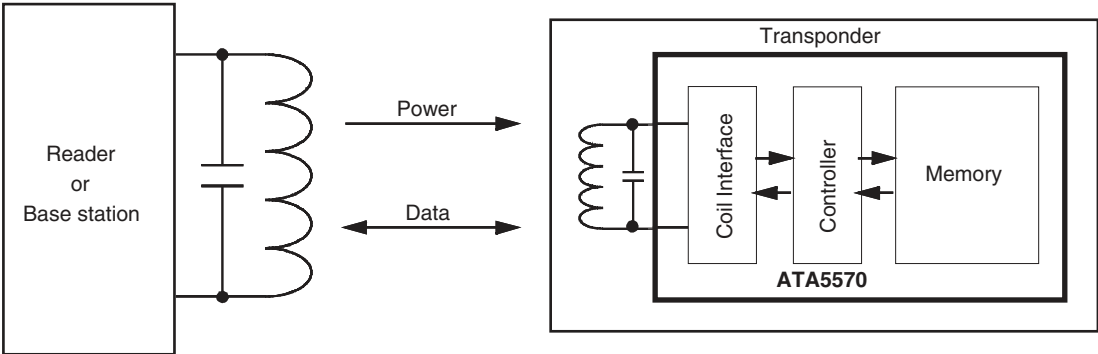 Reader
or
Base station
Power
Data
Transponder
Coil Interface
Controller
Memory
ATA5570